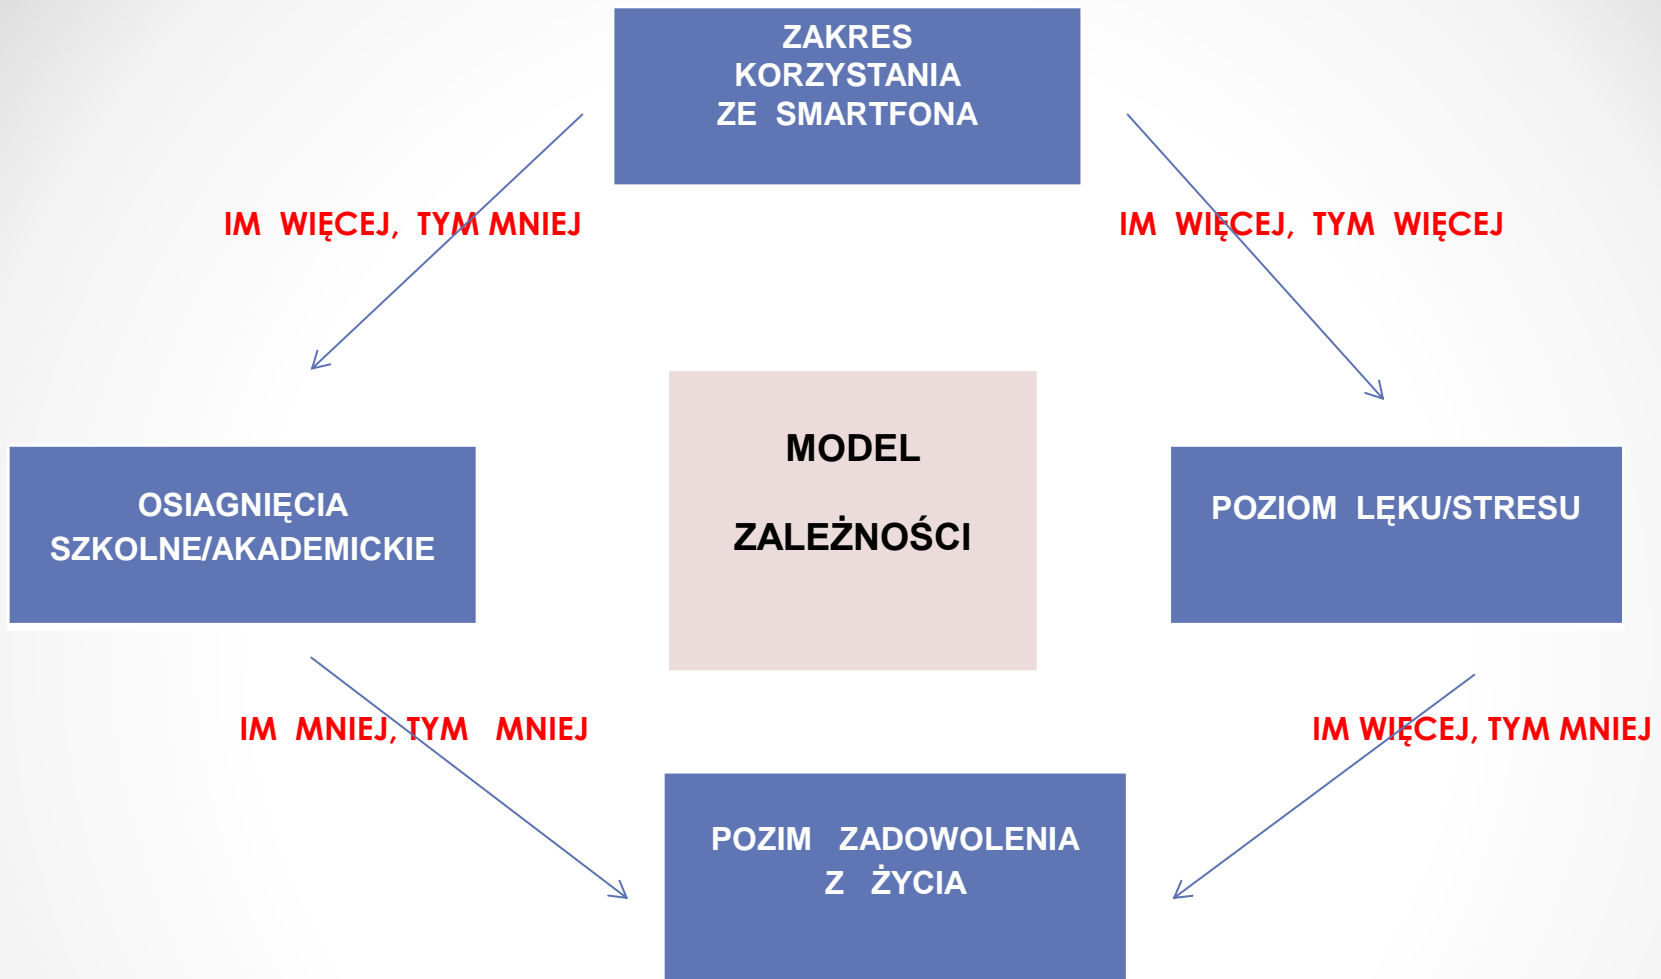 ZAKRES
KORZYSTANIA
ZE SMARTFONA
IM WIĘCEJ, TYM MNIEJ
IM WIĘCEJ, TYM WIĘCEJ
MODEL
ZALEŻNOŚCI
OSIAGNIĘCIA
SZKOLNE/AKADEMICKIE
POZIOM LĘKU/STRESU
IM MNIEJ, TYM MNIEJ
IM WIĘCEJ, TYM MNIEJ
POZIM ZADOWOLENIA
Z ŻYCIA